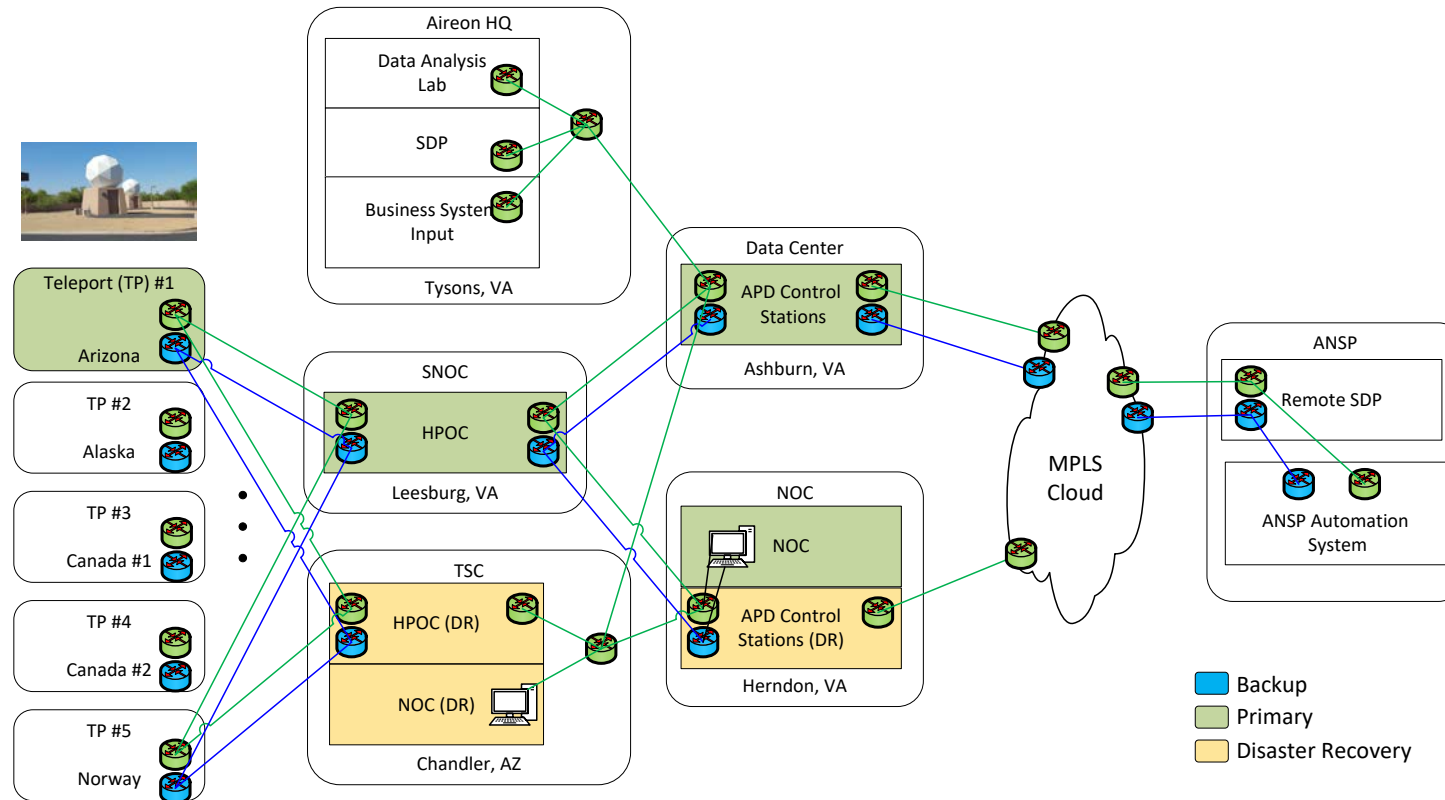 Aireon HQ
Data Analysis
Lab
SDP
Business System
Input
Tysons, VA
Teleport (TP) #1
Arizona
TP #2
Alaska
TP #3
Canada #1
TP #4
Canada #2
TP #5
Norway
SNOC
HPOC
Leesburg, VA
TSC
HPOC (DR)
NOC (DR)
Chandler, AZ
Data Center
APD Control
Stations
Ashburn, VA
NOC
NOC
APD Control
Stations (DR)
Herndon, VA
MPLS
Cloud
ANSP
Remote SDP
ANSP Automation
System
Backup
Primary
Disaster Recovery